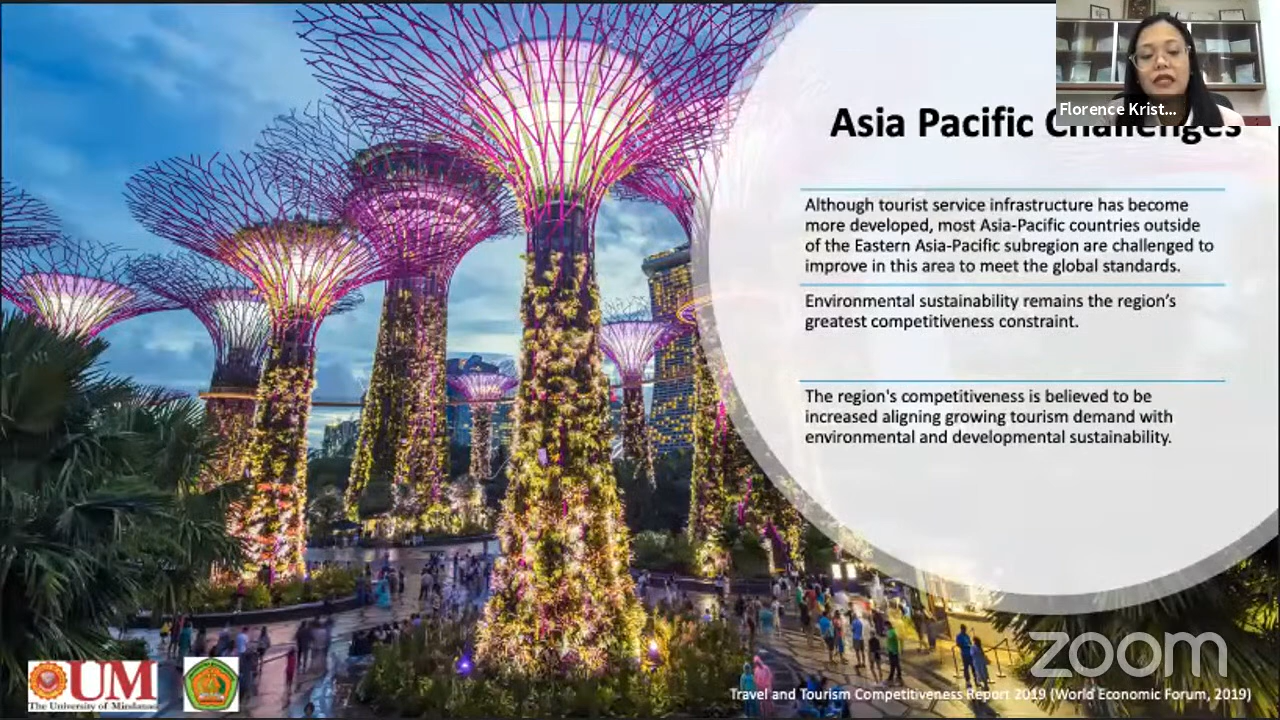 Florence Krist...
Asia Pacific Challenges
Although tourist service infrastructure has become
more developed, most Asia-Pacific countries outside
of the Eastern Asia-Pacific subregion are challenged to
improve in this area to meet the global standards.
Environmental sustainability remains the region's
greatest competitiveness constraint.
The region's competitiveness is believed to be
increased aligning growing tourism demand with
environmental and developmental sustainability.
zoom
UM
The University of Mindanao
Travel and Tourism Competitiveness Report 2019 (World Economic Forum, 2019)